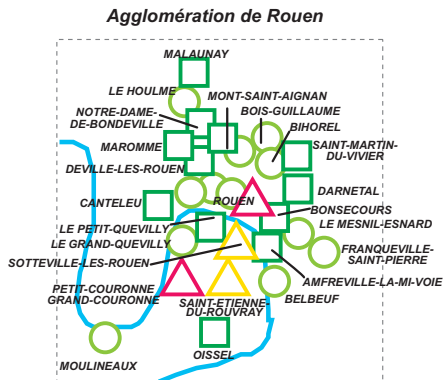 Agglomération de Rouen
MALAUNAY
LE HOULME
MONT-SAINT-AIGNAN
NOTRE-DAME-
DE-BONDEVILLE
BOIS-GUILLAUME
BIHOREL
MAROMME
SAINT-MARTIN-
DU-VIVIER
DEVILLE-LES-ROUEN
CANTELEU
ROUEN
DARNETAL
BONSECOURS
LE PETIT-QUEVILLY
LE MESNIL-ESNARD
LE GRAND-QUEVILLY
SOTTEVILLE-LES-ROUEN
FRANQUEVILLE-
SAINT-PIERRE
PETIT-COURONNE
GRAND-COURONNE
AMFREVILLE-LA-MI-VOIE
SAINT-ETIENNE-
DU-ROUVRAY
BELBEUF
OISSEL
MOULINEAUX